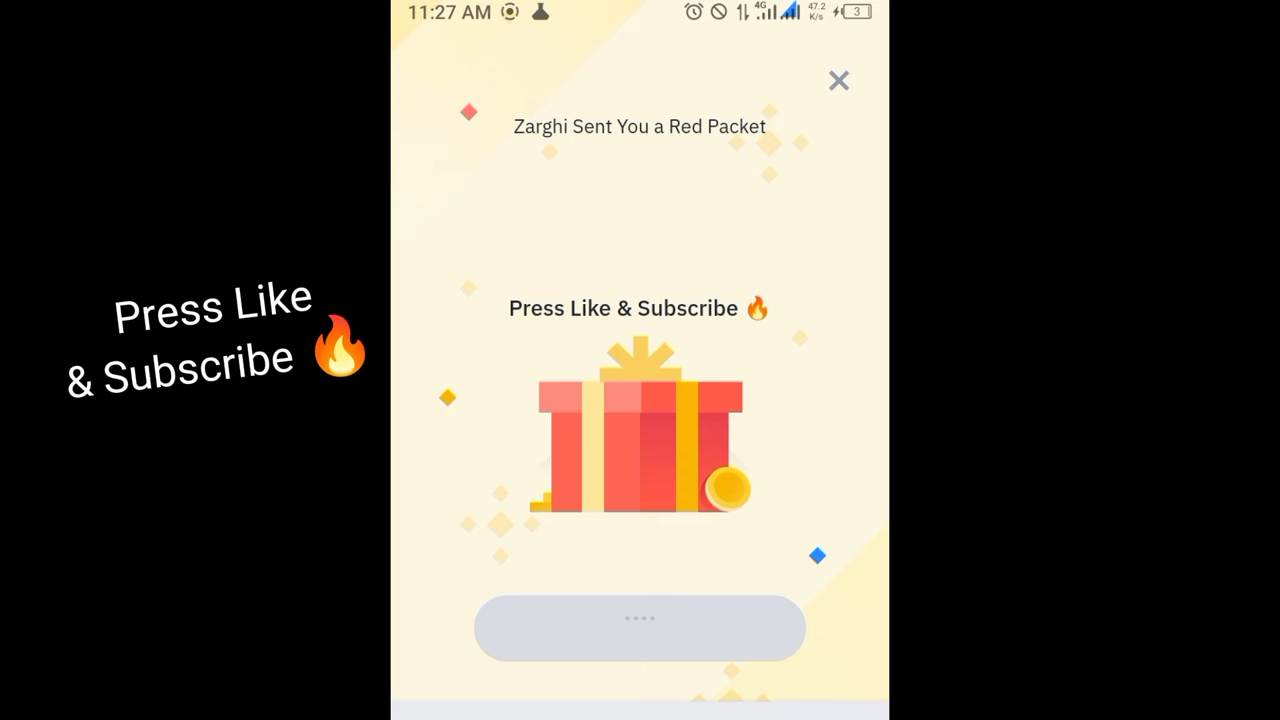 11:27 AM
4G
47.2
K/s
3
Zarghi Sent You a Red Packet
Press Like & Subscribe 🔥
Press Like
& Subscribe 🔥